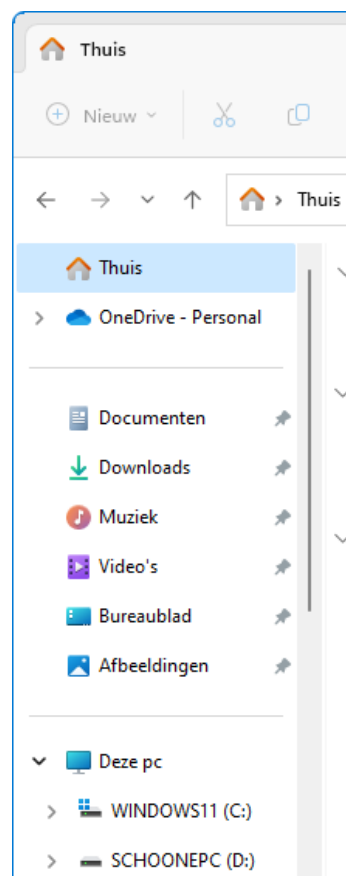 Thuis
Nieuw
Thuis
Thuis
OneDrive - Personal
Documenten
Downloads
Muziek
Video's
Bureaublad
Afbeeldingen
Deze pc
WINDOWS11 (C:)
SCHOONEPC (D:)